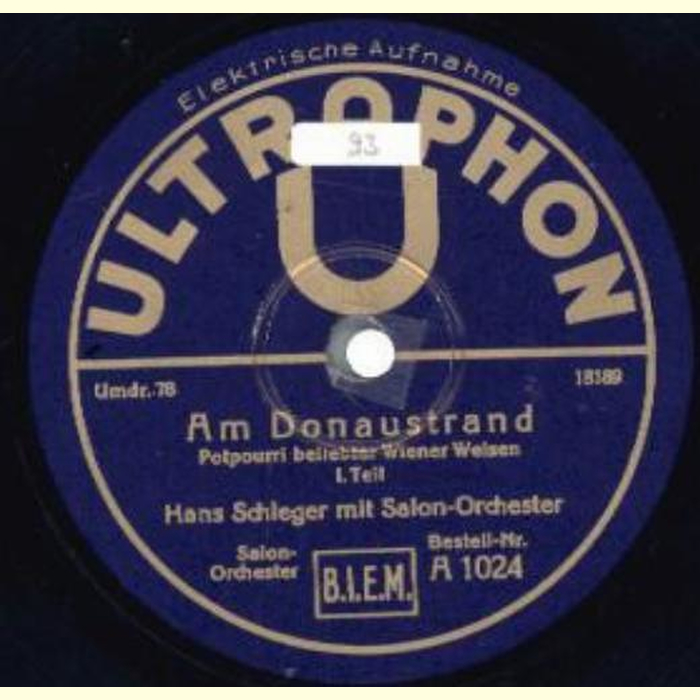 Elektrische Aufnahme
ULTROPHON
93
U
Umdr. 78
18189
Am Donaustrand
Potpourri beliebter Wiener Weisen
I. Teil
Hans Schleger mit Salon-Orchester
Salon-
Orchester
B.I.E.M.
Bestell-Nr.
A 1024